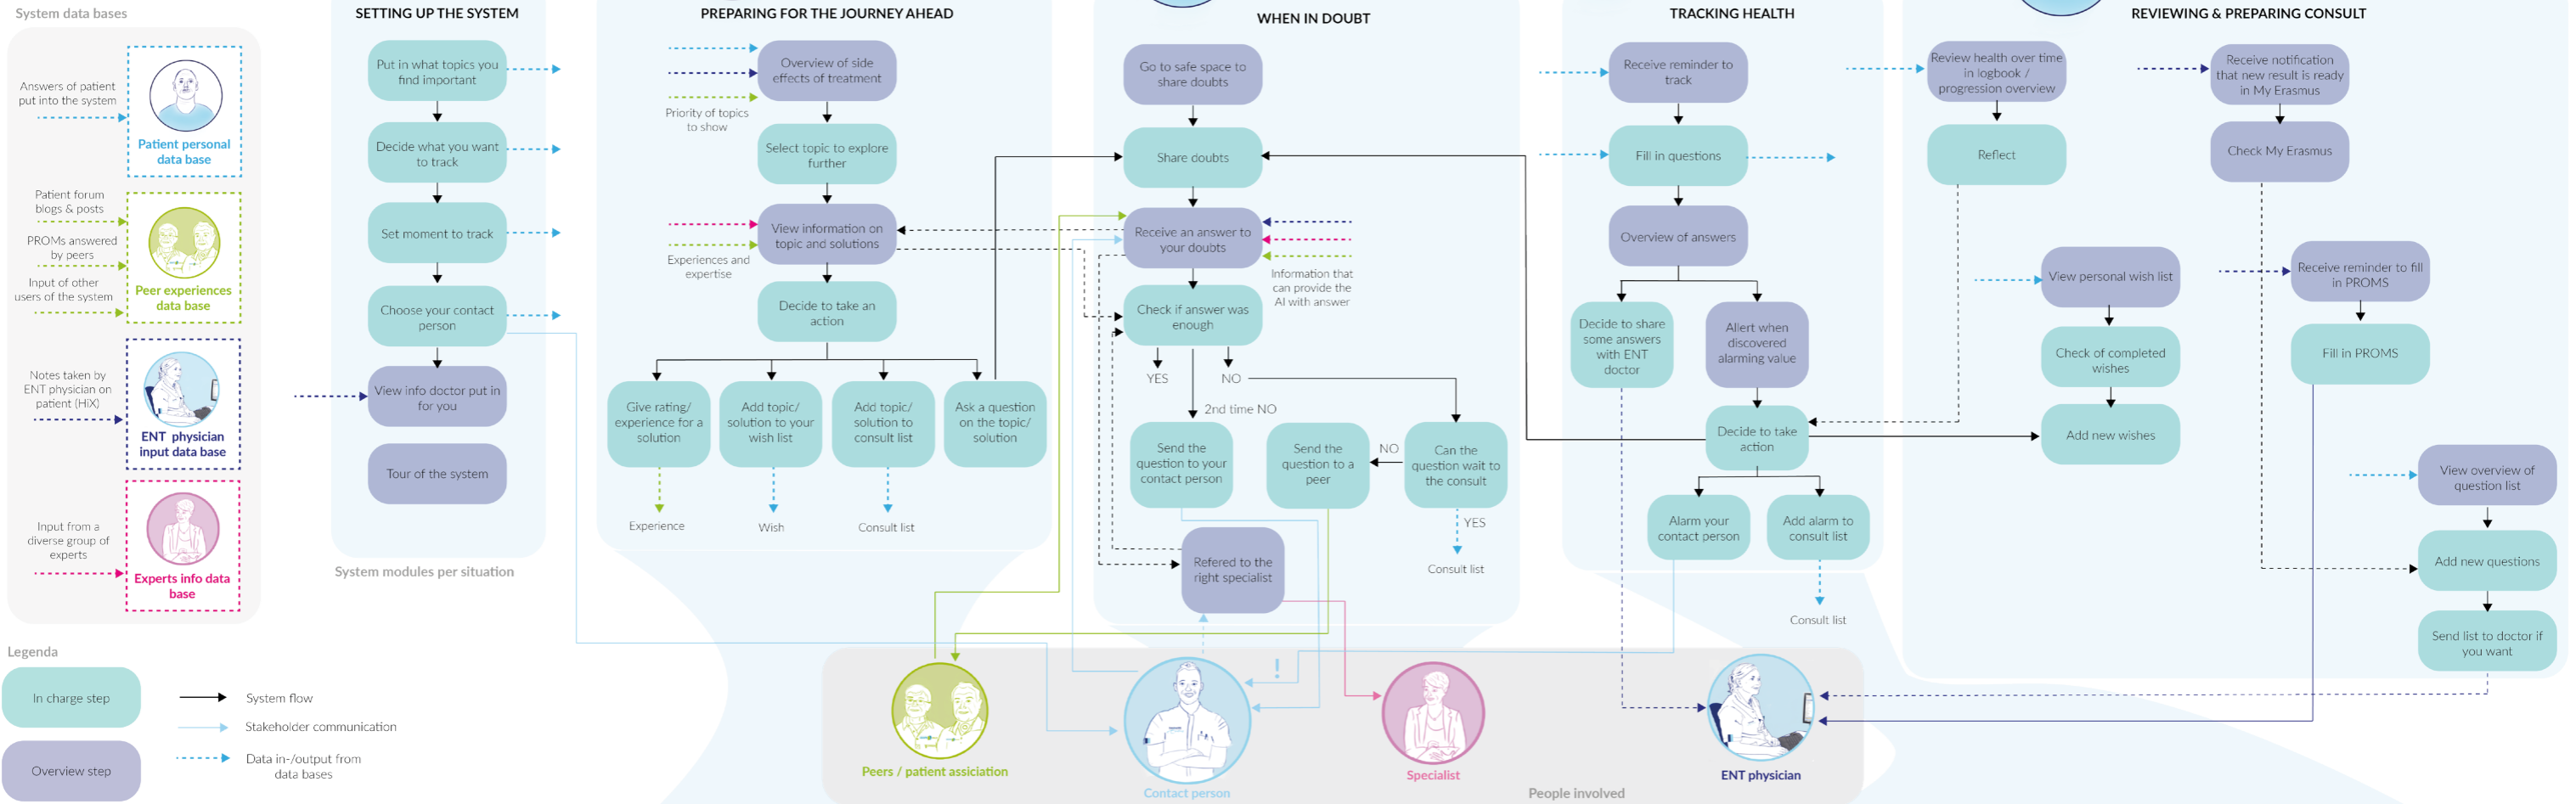 System data bases
Answers of patient
put into the system
Patient personal
data base
Patient forum
blogs & posts
PROMs answered
by peers
Input of other
users of the system
Peer experiences
data base
Notes taken by
ENT physician on
patient (HiX)
ENT physician
input data base
Input from a
diverse group of
experts
Experts info data
base
Legenda
In charge step
Overview step
System flow
Stakeholder communication
Data in-/output from
data bases
SETTING UP THE SYSTEM
Put in what topics you
find important
Decide what you want
to track
Set moment to track
Choose your contact
person
View info doctor put in
for you
Tour of the system
System modules per situation
PREPARING FOR THE JOURNEY AHEAD
Overview of side
effects of treatment
Priority of topics
to show
Select topic to explore
further
View information on
topic and solutions
Experiences and
expertise
Decide to take an
action
Give rating/
experience for a
solution
Add topic/
solution to your
wish list
Add topic/
solution to
consult list
Ask a question
on the topic/
solution
Experience
Wish
Consult list
WHEN IN DOUBT
Go to safe space to
share doubts
Share doubts
Receive an answer to
your doubts
Information that
can provide the
AI with answer
Check if answer was
enough
YES
NO
2nd time NO
Send the
question to your
contact person
Send the
question to a
peer
NO
Can the
question wait to
the consult
YES
Consult list
Refered to the
right specialist
TRACKING HEALTH
Receive reminder to
track
Fill in questions
Overview of answers
Decide to share
some answers
with ENT
doctor
Allert when
discovered
alarming value
Decide to take
action
Alarm your
contact person
Add alarm to
consult list
Consult list
REVIEWING & PREPARING CONSULT
Review health over time
in logbook /
progression overview
Reflect
Receive notification
that new result is ready
in My Erasmus
Check My Erasmus
View personal wish list
Check of completed
wishes
Add new wishes
Receive reminder to fill
in PROMS
Fill in PROMS
View overview of
question list
Add new questions
Send list to doctor if
you want
!
Peers / patient assiciation
Contact person
Specialist
ENT physician
People involved